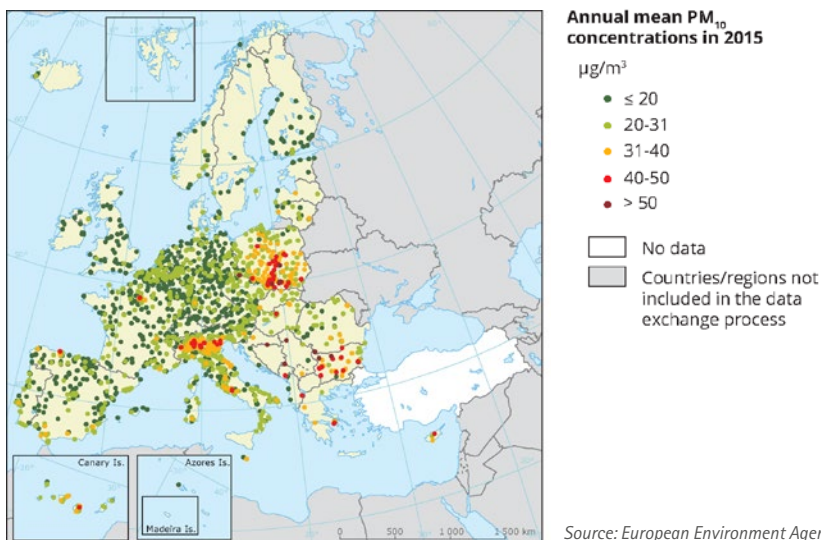 Annual mean PM₁₀
concentrations in 2015
µg/m³
≤ 20
20-31
31-40
40-50
> 50
No data
Countries/regions not
included in the data
exchange process
Canary Is.
Azores Is.
Madeira Is.
0 500 1 000 1 500 km
Source: European Environment Agen